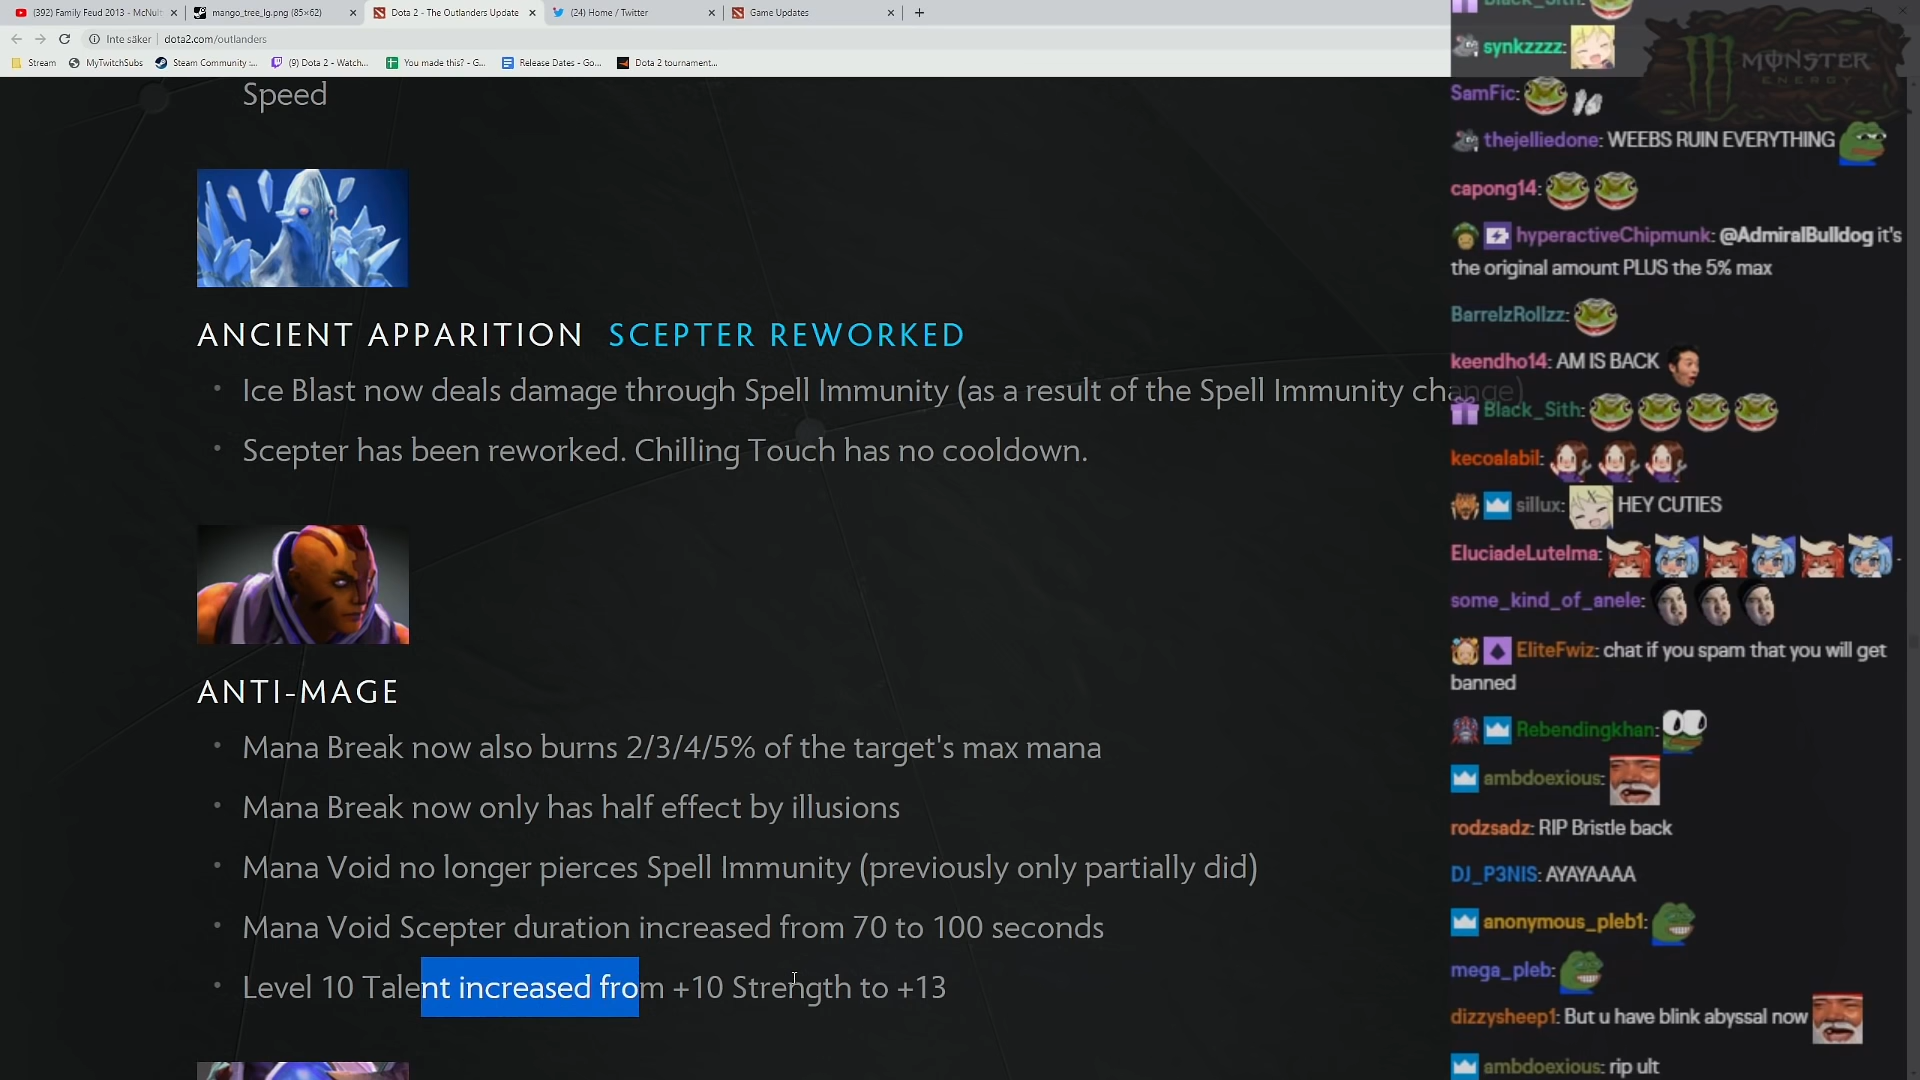 (392) Family Feud 2013 - McNult
mango_tree_lg.png (85×62)
Dota 2 - The Outlanders Update
(24) Home / Twitter
Game Updates
Inte säker
dota2.com/outlanders
Stream
MyTwitchSubs
Steam Community :...
(9) Dota 2 - Watch...
You made this? - G...
Release Dates - Go...
Dota 2 tournament...
Speed
ANCIENT APPARITION SCEPTER REWORKED
• Ice Blast now deals damage through Spell Immunity (as a result of the Spell Immunity change)
• Scepter has been reworked. Chilling Touch has no cooldown.
ANTI-MAGE
• Mana Break now also burns 2/3/4/5% of the target's max mana
• Mana Break now only has half effect by illusions
• Mana Void no longer pierces Spell Immunity (previously only partially did)
• Mana Void Scepter duration increased from 70 to 100 seconds
• Level 10 Talent increased from +10 Strength to +13
MONSTER
ENERGY
Black_Sith:
synkzzzz:
SamFic:
thejelliedone: WEEBS RUIN EVERYTHING
capong14:
hyperactiveChipmunk: @AdmiralBulldog it's
the original amount PLUS the 5% max
BarrelzRollzz:
keendho14: AM IS BACK
Black_Sith:
kecoalabil:
sillux: HEY CUTIES
EluciadeLuteIma:
some_kind_of_anele:
EliteFwiz: chat if you spam that you will get
banned
Rebendingkhan:
ambdoexious:
rodzsadz: RIP Bristle back
DJ_P3NIS: AYAYAAAA
anonymous_pleb1:
mega_pleb:
dizzysheep1: But u have blink abyssal now
ambdoexious: rip ult